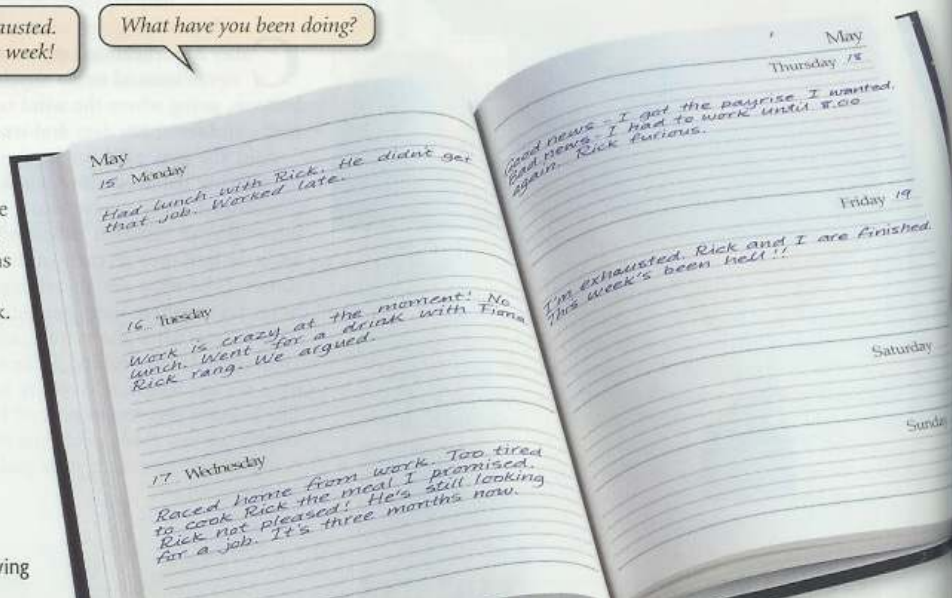 austed.
week!
What have you been doing?
May
15 Monday
Had lunch with Rick. He didn't get
that job. Worked late.
16 Tuesday
Work is crazy at the moment! No
lunch. Went for a drink with Fiona
Rick rang. We argued.
17 Wednesday
Raced home from work. Too tired
to cook Rick the meal I promised.
Rick not pleased! He's still looking
for a job. It's three months now.
May
Thursday 18
Good news - I got the payrise I wanted.
Bad news - I had to work until 8.00
again. Rick furious.
Friday 19
I'm exhausted. Rick and I are finished.
This week's been hell!!
Saturday
Sunda
e
s
k.
ving